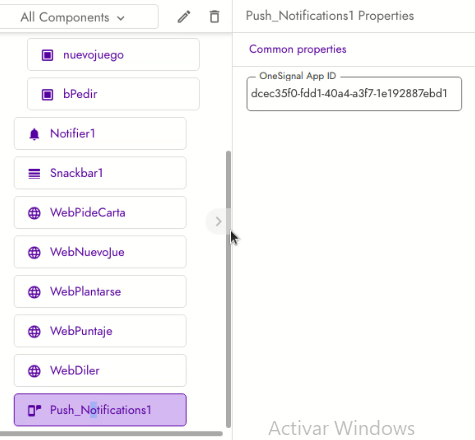 All Components
nuevojuego
bPedir
Notifier1
Snackbar1
WebPideCarta
WebNuevoJue
WebPlantarse
WebPuntaje
WebDiler
Push_Notifications1
Push_Notifications1 Properties
Common properties
OneSignal App ID
dcec35f0-fdd1-40a4-a3f7-1e192887ebd1
Activar Windows